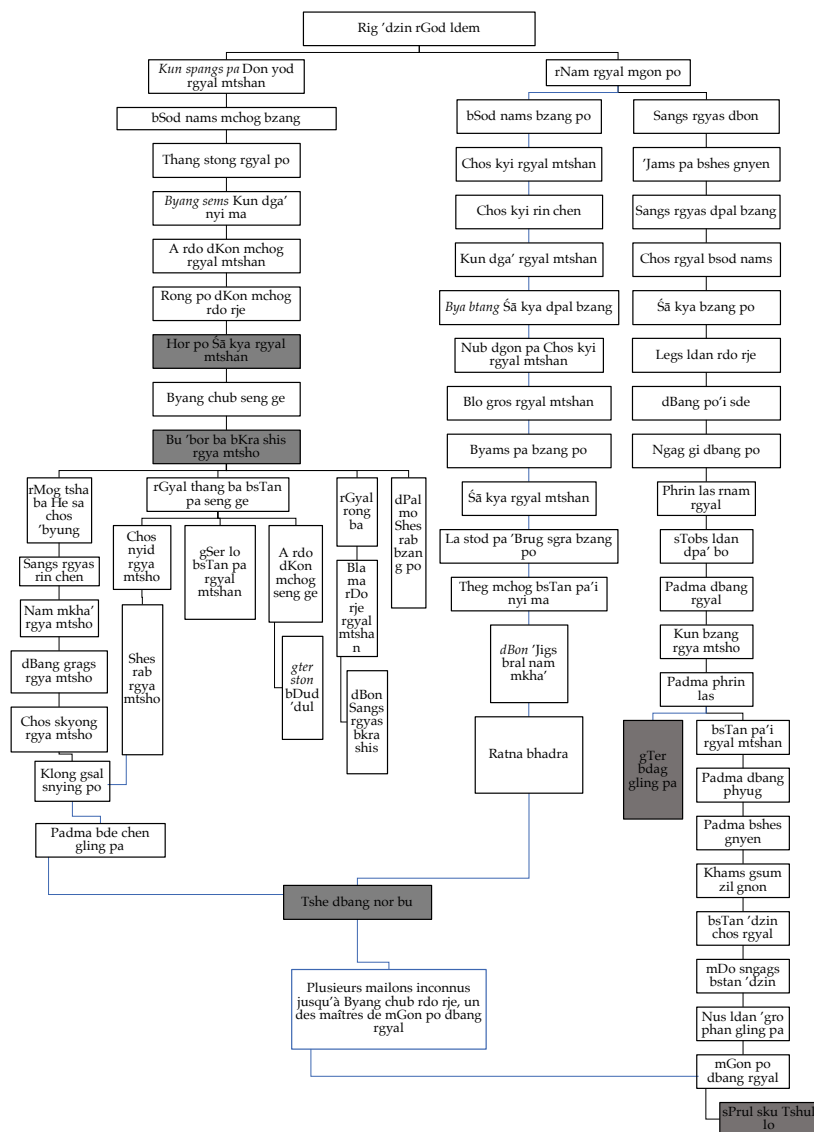 Rig 'dzin rGod ldem
Kun spangs pa Don yod
rgyal mtshan
rNam rgyal mgon po
bSod nams mchog bzang
Thang stong rgyal po
Byang sems Kun dga'
nyi ma
A rdo dKon mchog
rgyal mtshan
Rong po dKon mchog
rdo rje
Hor po Śā kya rgyal
mtshan
Byang chub seng ge
Bu 'bor ba bKra shis
rgya mtsho
rMog tsha
ba He sa
chos
'byung
Sangs rgyas
rin chen
Nam mkha'
rgya mtsho
dBang grags
rgya mtsho
Chos skyong
rgya mtsho
Klong gsal
snying po
Padma bde chen
gling pa
rGyal thang ba bsTan
pa seng ge
Chos
nyid
rgya
mtsho
Shes
rab
rgya
mtsho
gSer lo
bsTan pa
rgyal
mtshan
A rdo
dKon
mchog
seng ge
gter
ston
bDud
'dul
rGyal
rong
ba
Bla
ma
rDo
rje
rgyal
mtsha
n
dBon
Sangs
rgyas
bkra
shis
dPal
mo
Shes
rab
bzan
g po
bSod nams bzang po
Chos kyi rgyal mtshan
Chos kyi rin chen
Kun dga' rgyal mtshan
Bya btang Śā kya dpal bzang
Nub dgon pa Chos kyi
rgyal mtshan
Blo gros rgyal mtshan
Byams pa bzang po
Śā kya rgyal mtshan
La stod pa 'Brug sgra bzang
po
Theg mchog bsTan pa'i
nyi ma
dBon 'Jigs
bral nam
mkha'
Ratna bhadra
Sangs rgyas dbon
'Jams pa bshes gnyen
Sangs rgyas dpal bzang
Chos rgyal bsod nams
Śā kya bzang po
Legs ldan rdo rje
dBang po'i sde
Ngag gi dbang po
Phrin las rnam
rgyal
sTobs ldan
dpa' bo
Padma dbang
rgyal
Kun bzang
rgya mtsho
Padma phrin
las
gTer
bdag
gling pa
bsTan pa'i
rgyal mtshan
Padma dbang
phyug
Padma bshes
gnyen
Khams gsum
zil gnon
bsTan 'dzin
chos rgyal
mDo sngags
bstan 'dzin
Nus ldan 'gro
phan gling pa
mGon po
dbang rgyal
sPrul sku Tshul
lo
Tshe dbang nor bu
Plusieurs mailons inconnus
jusqu'à Byang chub rdo rje, un
des maîtres de mGon po dbang
rgyal